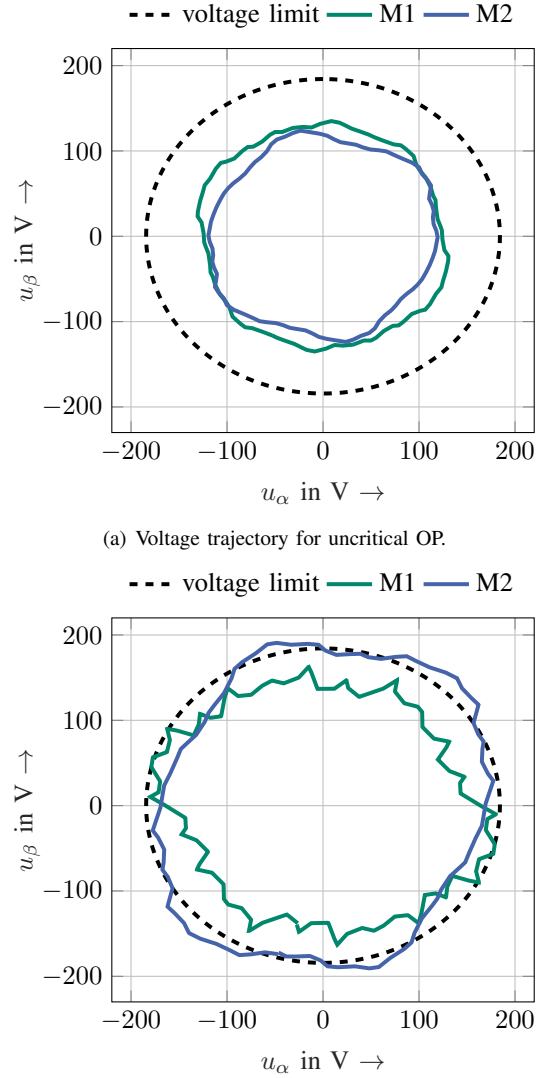 voltage limit M1 M2
200
100
0
−100
−200
u_β in V →
−200 −100 0 100 200
u_α in V →
(a) Voltage trajectory for uncritical OP.
voltage limit M1 M2
200
100
0
−100
−200
u_β in V →
−200 −100 0 100 200
u_α in V →